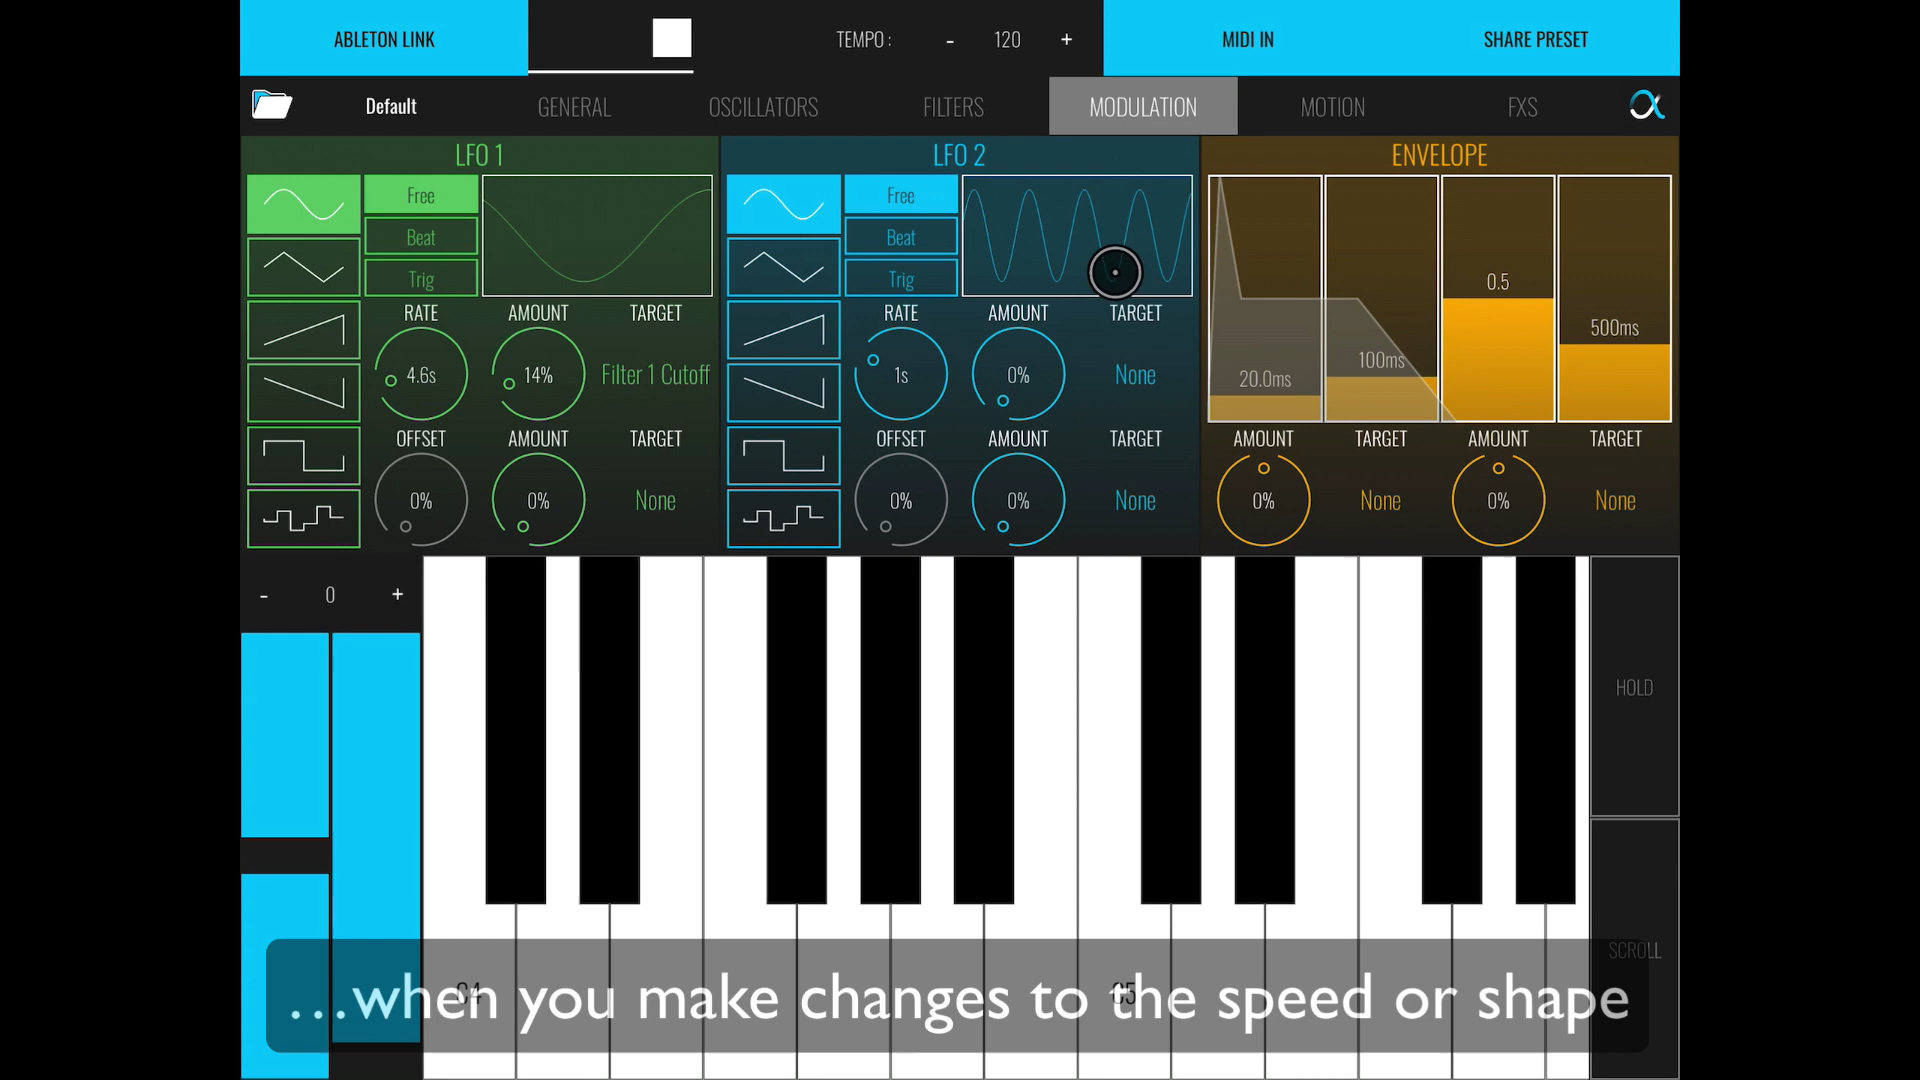 ABLETON LINK
TEMPO : - 120 +
MIDI IN
SHARE PRESET
Default
GENERAL
OSCILLATORS
FILTERS
MODULATION
MOTION
FXS
LFO 1
Free
Beat
Trig
RATE AMOUNT TARGET
4.6s 14% Filter 1 Cutoff
OFFSET AMOUNT TARGET
0% 0% None
LFO 2
Free
Beat
Trig
RATE AMOUNT TARGET
1s 0% None
OFFSET AMOUNT TARGET
0% 0% None
ENVELOPE
20.0ms 100ms 0.5 500ms
AMOUNT TARGET AMOUNT TARGET
0% None 0% None
- 0 +
HOLD
SCROLL
C4 C5
...when you make changes to the speed or shape